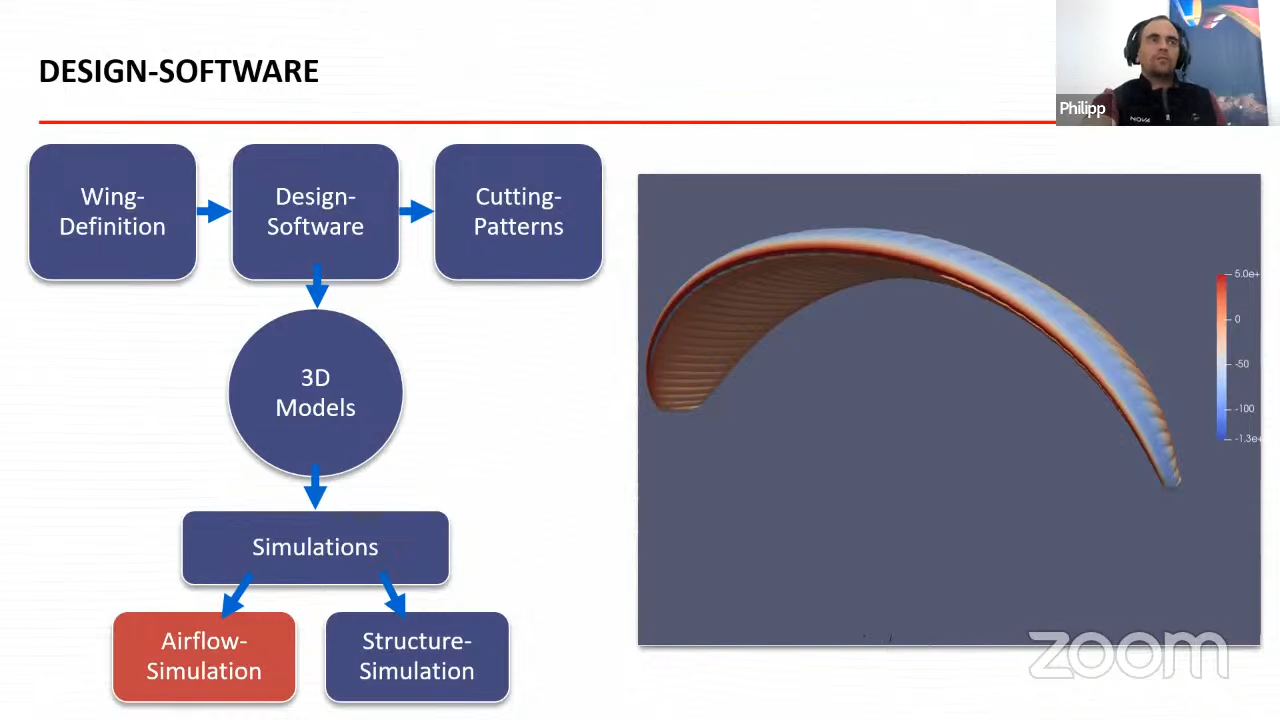 DESIGN-SOFTWARE
Philipp
NOVA
Wing-
Definition
Design-
Software
Cutting-
Patterns
3D
Models
Simulations
Airflow-
Simulation
Structure-
Simulation
5.0e+
0
-50
-100
-1.3e+
zoom